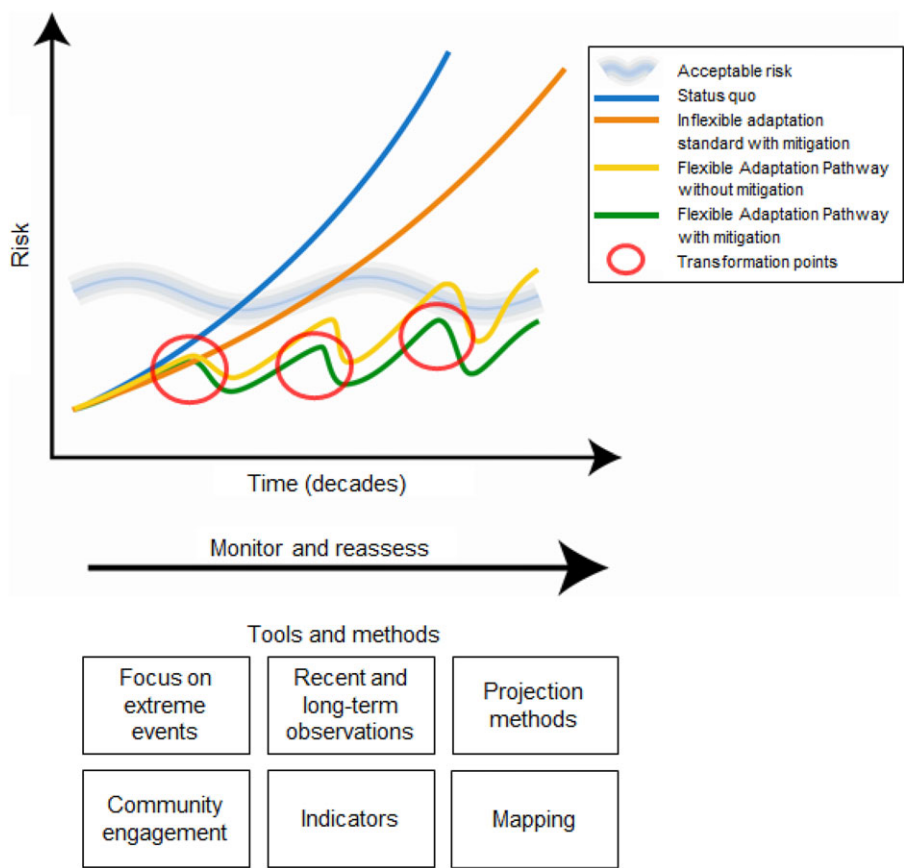 Risk
Acceptable risk
Status quo
Inflexible adaptation
standard with mitigation
Flexible Adaptation Pathway
without mitigation
Flexible Adaptation Pathway
with mitigation
Transformation points
Time (decades)
Monitor and reassess
Tools and methods
Focus on
extreme
events
Recent and
long-term
observations
Projection
methods
Community
engagement
Indicators
Mapping